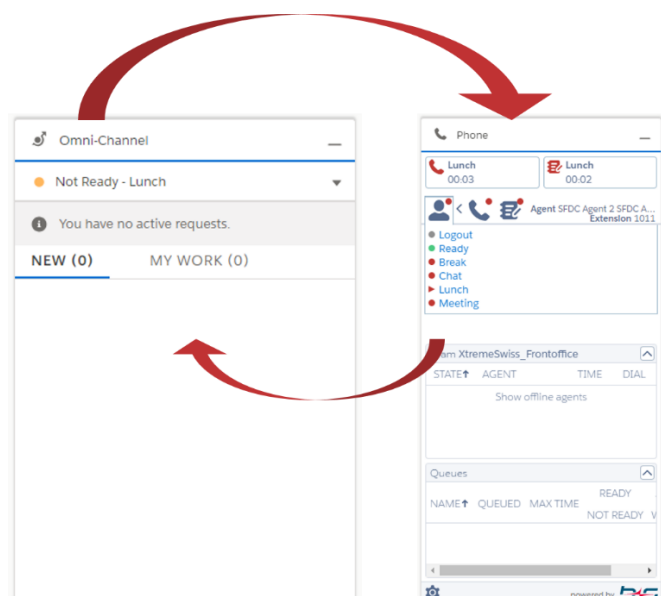 Omni-Channel
Not Ready - Lunch
You have no active requests.
NEW (0) MY WORK (0)
Phone
Lunch
00:03
Lunch
00:02
Agent SFDC Agent 2 SFDC A...
Extension 1011
Logout
Ready
Break
Chat
Lunch
Meeting
am XtremeSwiss_Frontoffice
STATE AGENT TIME DIAL
Show offline agents
Queues
READY
NAME QUEUED MAX TIME
NOT READY
powered by